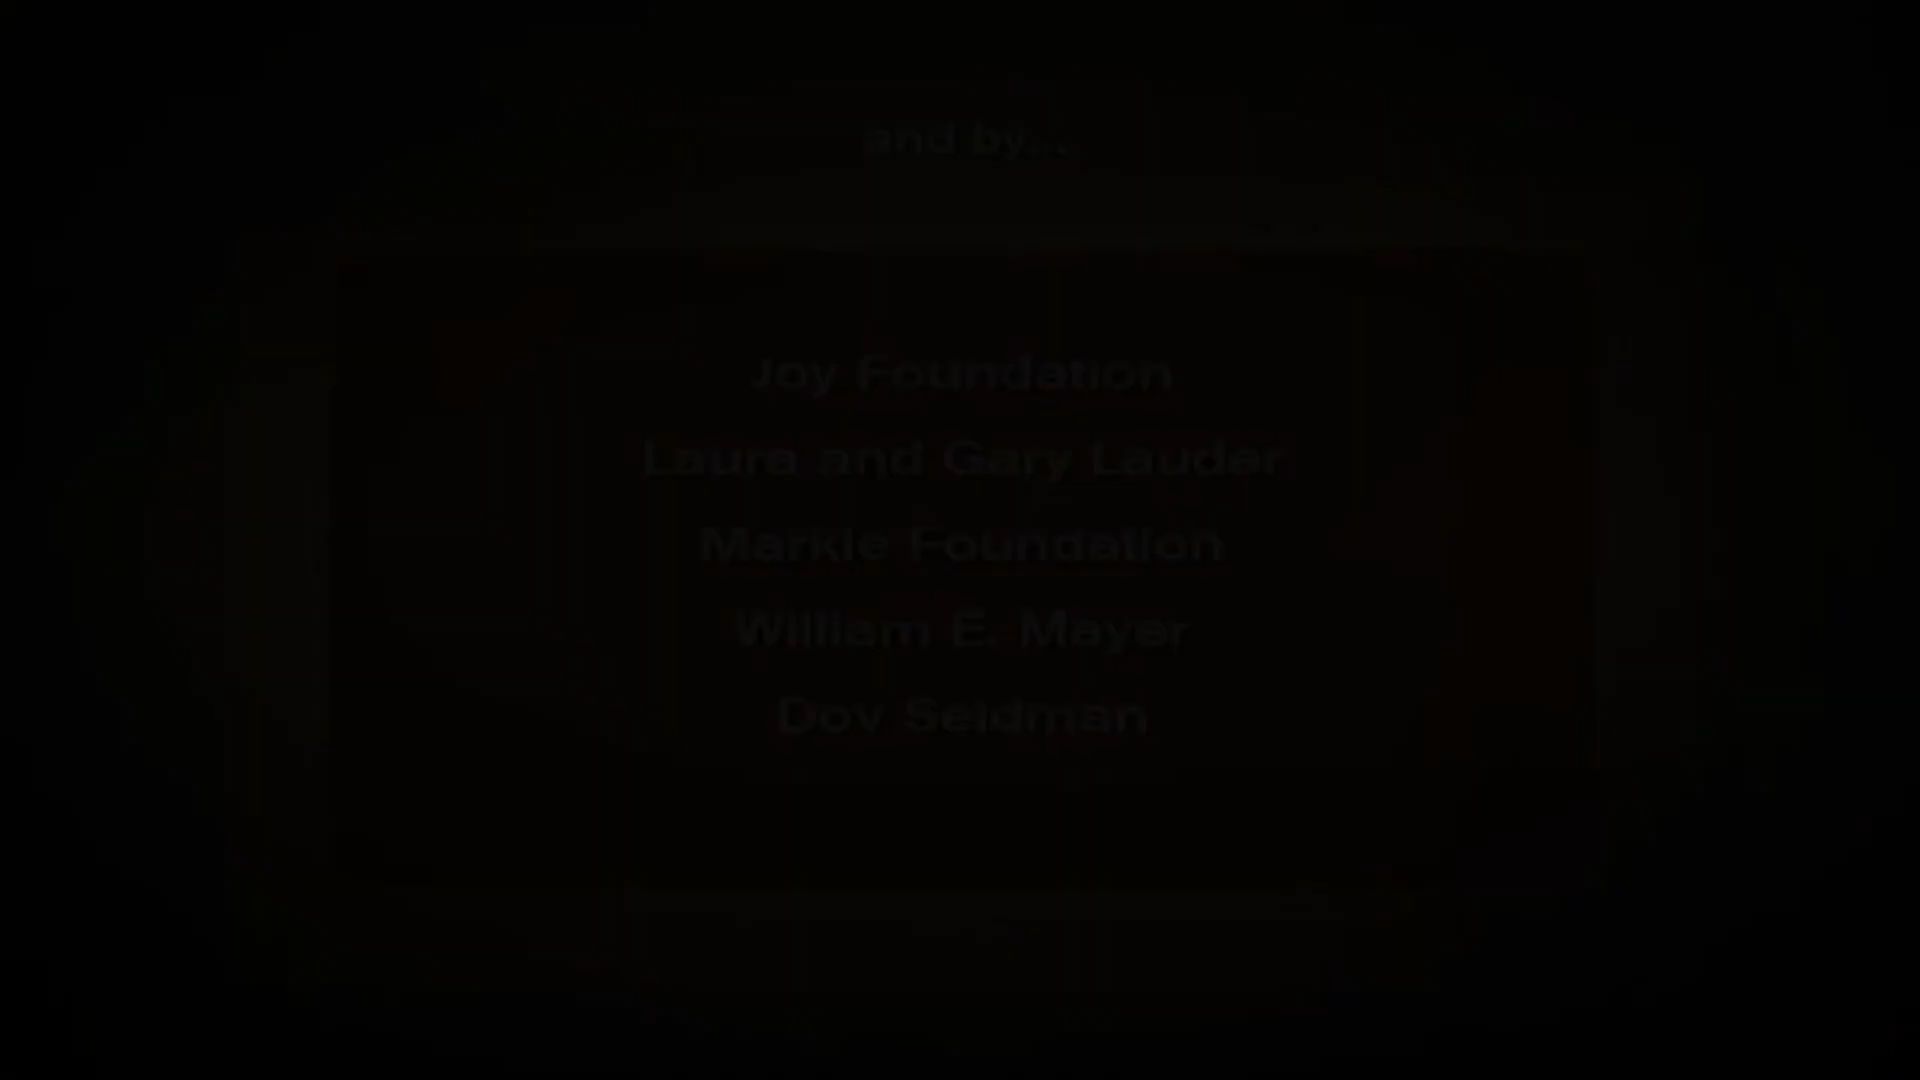 and by...
Joy Foundation
Laura and Gary Lauder
Markle Foundation
William E. Mayer
Dov Seidman